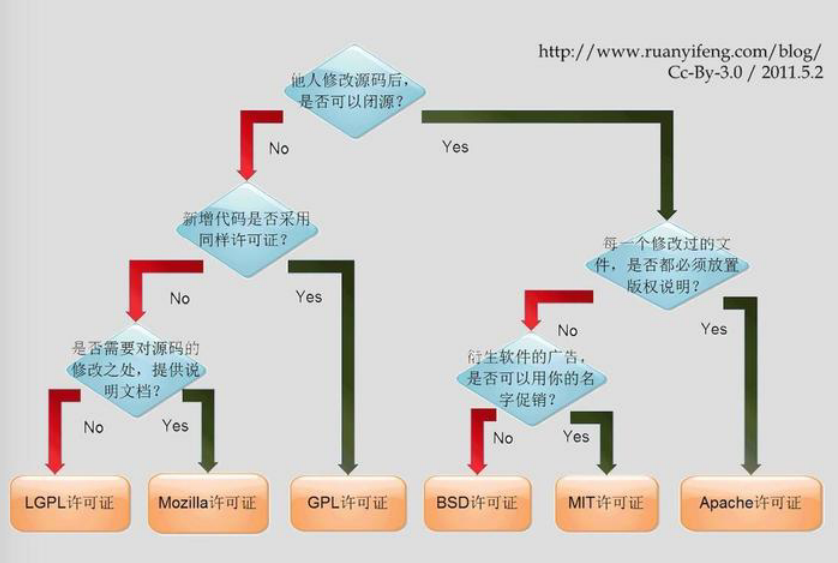 http://www.ruanyifeng.com/blog/
Cc-By-3.0 / 2011.5.2
他人修改源码后，
是否可以闭源？
No
Yes
新增代码是否采用
同样许可证？
每一个修改过的文
件，是否都必须放置
版权说明？
No
Yes
No
Yes
是否需要对源码的
修改之处，提供说
明文档？
衍生软件的广告，
是否可以用你的名
字促销？
No
Yes
No
Yes
LGPL许可证
Mozilla许可证
GPL许可证
BSD许可证
MIT许可证
Apache许可证